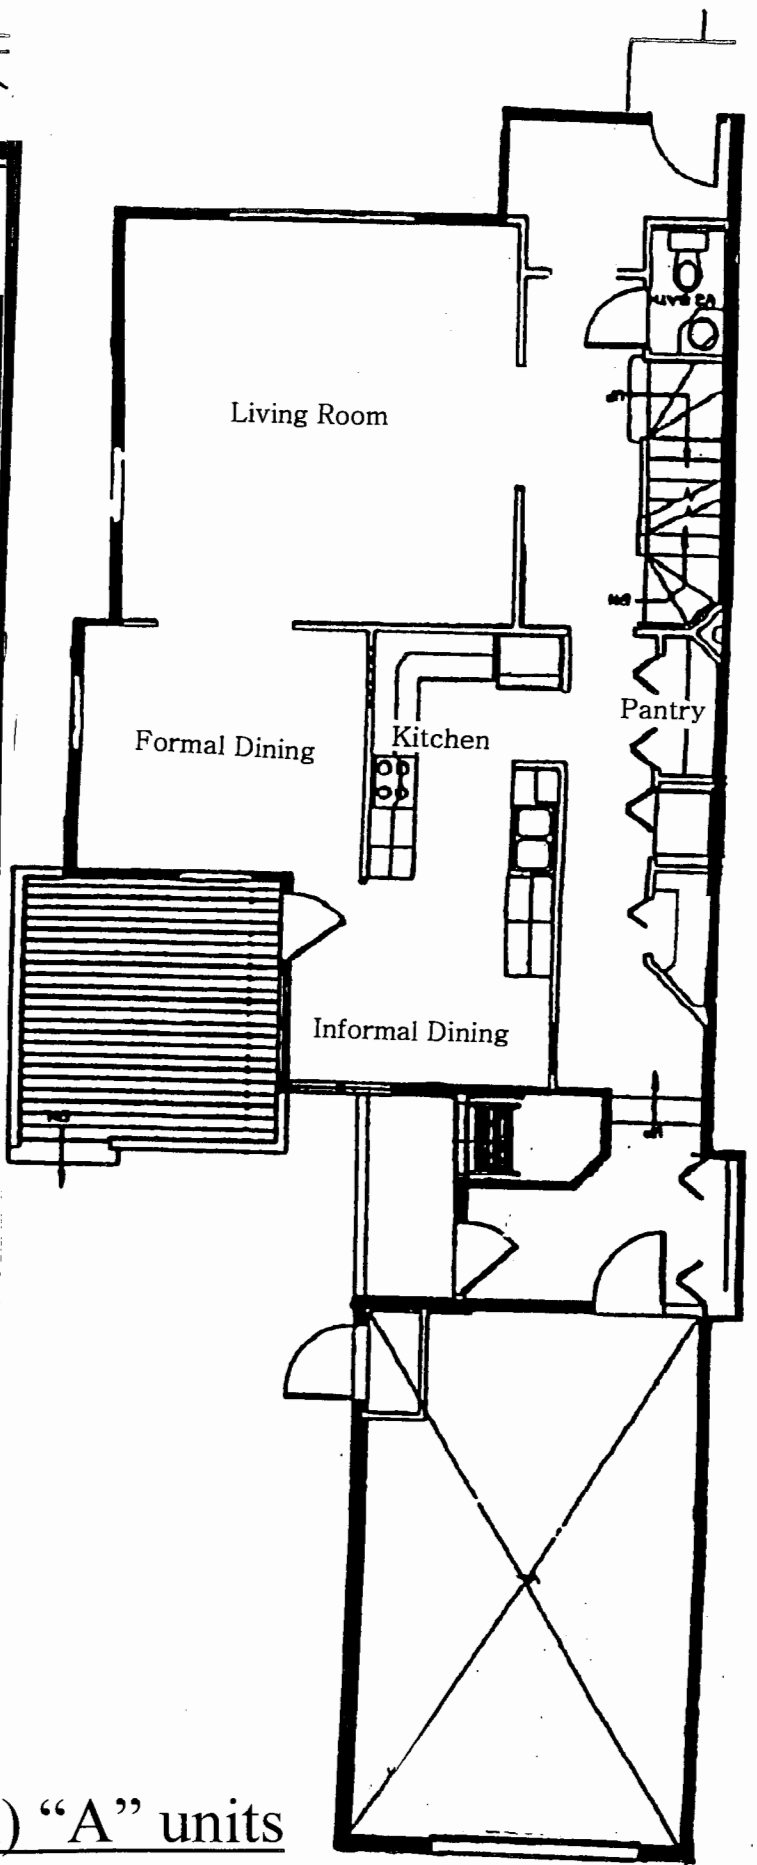 Living Room
Pantry
Kitchen
Formal Dining
Informal Dining
) “A” units